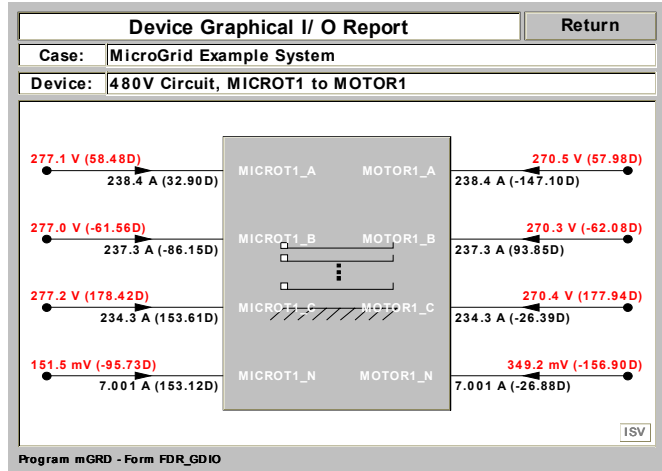 Device Graphical I/ O Report
Return
Case:
MicroGrid Example System
Device:
480V Circuit, MICROT1 to MOTOR1
277.1 V (58.48D)
238.4 A (32.90D)
MICROT1_A
MOTOR1_A
270.5 V (57.98D)
238.4 A (-147.10D)
277.0 V (-61.56D)
237.3 A (-86.15D)
MICROT1_B
MOTOR1_B
270.3 V (-62.08D)
237.3 A (93.85D)
277.2 V (178.42D)
234.3 A (153.61D)
MICROT1_C
MOTOR1_C
270.4 V (177.94D)
234.3 A (-26.39D)
151.5 mV (-95.73D)
7.001 A (153.12D)
MICROT1_N
MOTOR1_N
349.2 mV (-156.90D)
7.001 A (-26.88D)
ISV
Program mGRD - Form FDR_GDIO